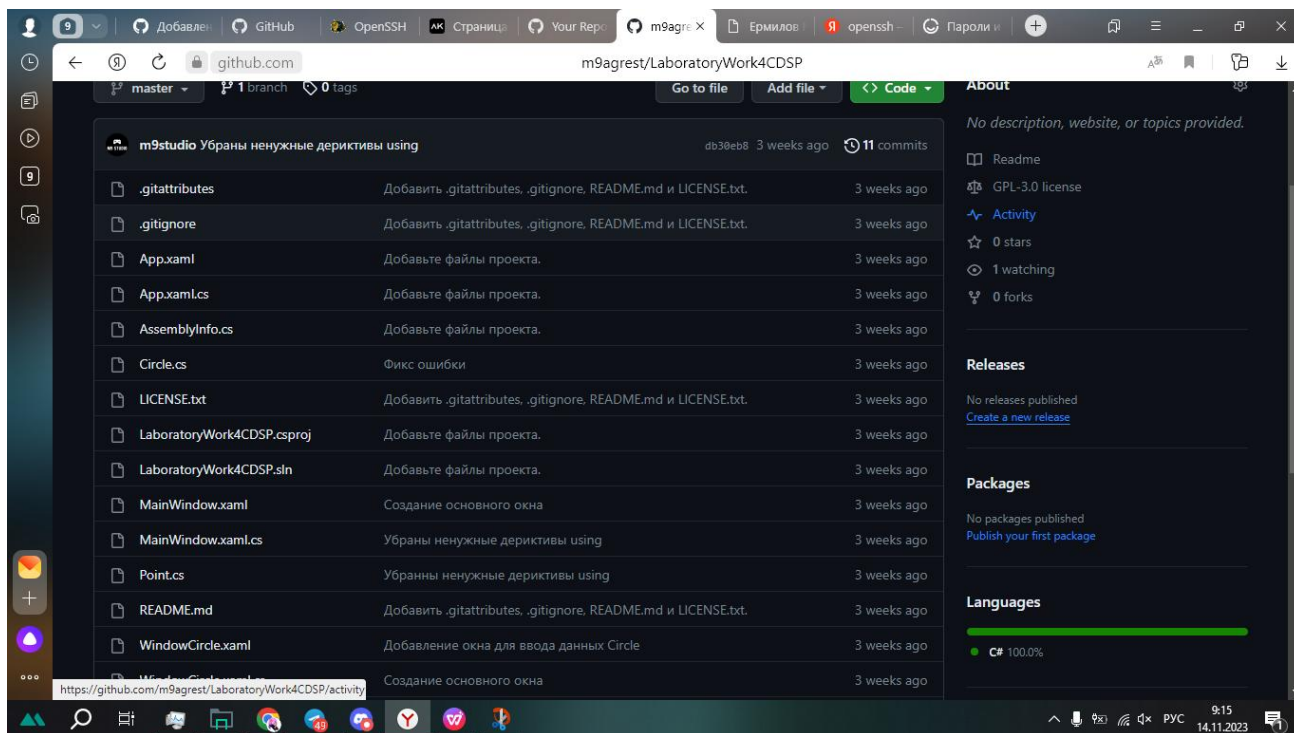 9 Добавлен GitHub OpenSSH Страница Your Repo m9agre Ермилов openssh – Пароли и
github.com m9agrest/LaboratoryWork4CDSP
master 1 branch 0 tags Go to file Add file Code About
No description, website, or topics provided.
m9studio Убраны ненужные дериктивы using db30eb8 3 weeks ago 11 commits
Readme
9
.gitattributes Добавить .gitattributes, .gitignore, README.md и LICENSE.txt. 3 weeks ago
GPL-3.0 license
Activity
.gitignore Добавить .gitattributes, .gitignore, README.md и LICENSE.txt. 3 weeks ago
0 stars
App.xaml Добавьте файлы проекта. 3 weeks ago
1 watching
App.xaml.cs Добавьте файлы проекта. 3 weeks ago
0 forks
AssemblyInfo.cs Добавьте файлы проекта. 3 weeks ago
Circle.cs Фикс ошибки 3 weeks ago
Releases
LICENSE.txt Добавить .gitattributes, .gitignore, README.md и LICENSE.txt. 3 weeks ago
No releases published
Create a new release
LaboratoryWork4CDSP.csproj Добавьте файлы проекта. 3 weeks ago
LaboratoryWork4CDSP.sln Добавьте файлы проекта. 3 weeks ago
Packages
MainWindow.xaml Создание основного окна 3 weeks ago
No packages published
Publish your first package
MainWindow.xaml.cs Убраны ненужные дериктивы using 3 weeks ago
Point.cs Убранны ненужные дериктивы using 3 weeks ago
Languages
README.md Добавить .gitattributes, .gitignore, README.md и LICENSE.txt. 3 weeks ago
WindowCircle.xaml Добавление окна для ввода данных Circle 3 weeks ago
C# 100.0%
Создание основного окна 3 weeks ago
https://github.com/m9agrest/LaboratoryWork4CDSP/activity
49 РУС 9:15
14.11.2023
1